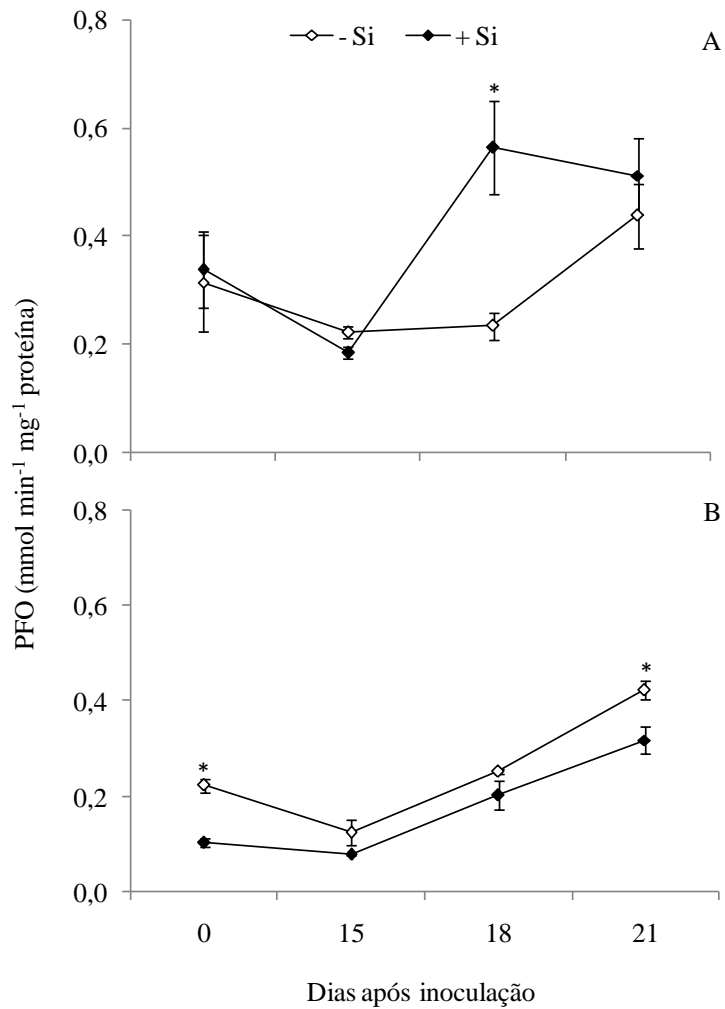 - Si + Si
A
*
0,8
0,6
0,4
0,2
0,0
PFO (mmol min⁻¹ mg⁻¹ proteína)
B
*
*
0,8
0,6
0,4
0,2
0,0
0 15 18 21
Dias após inoculação